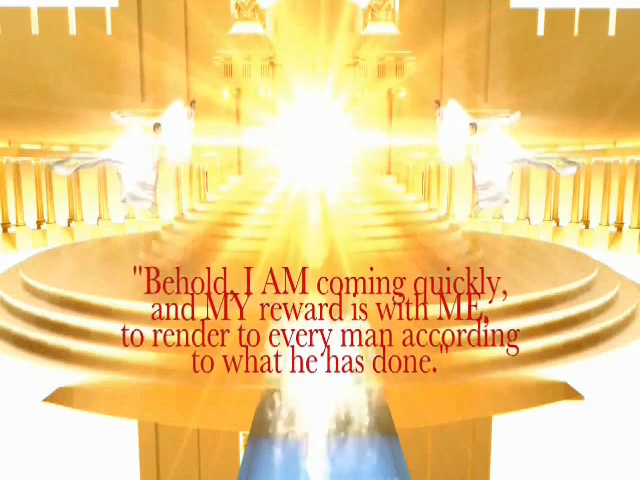 "Behold, I AM coming quickly,
and MY reward is with ME,
to render to every man according
to what he has done."